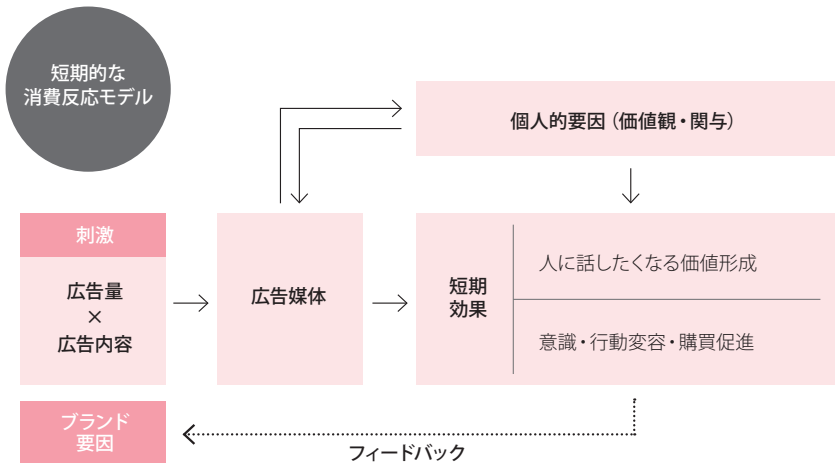 短期的な
消費反応モデル
個人的要因（価値観・関与）
刺激
広告量
×
広告内容
広告媒体
短期
効果
人に話したくなる価値形成
意識・行動変容・購買促進
ブランド
要因
フィードバック